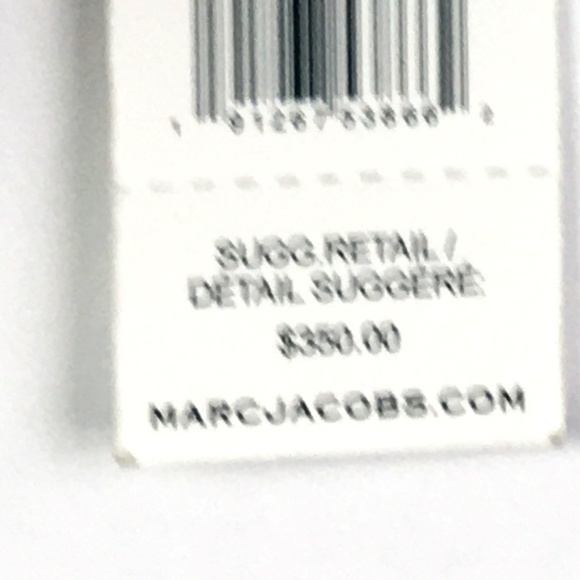 SUGG.RETAIL /
DÉTAIL SUGGÉRÉ:
$350.00
MARCJACOBS.COM